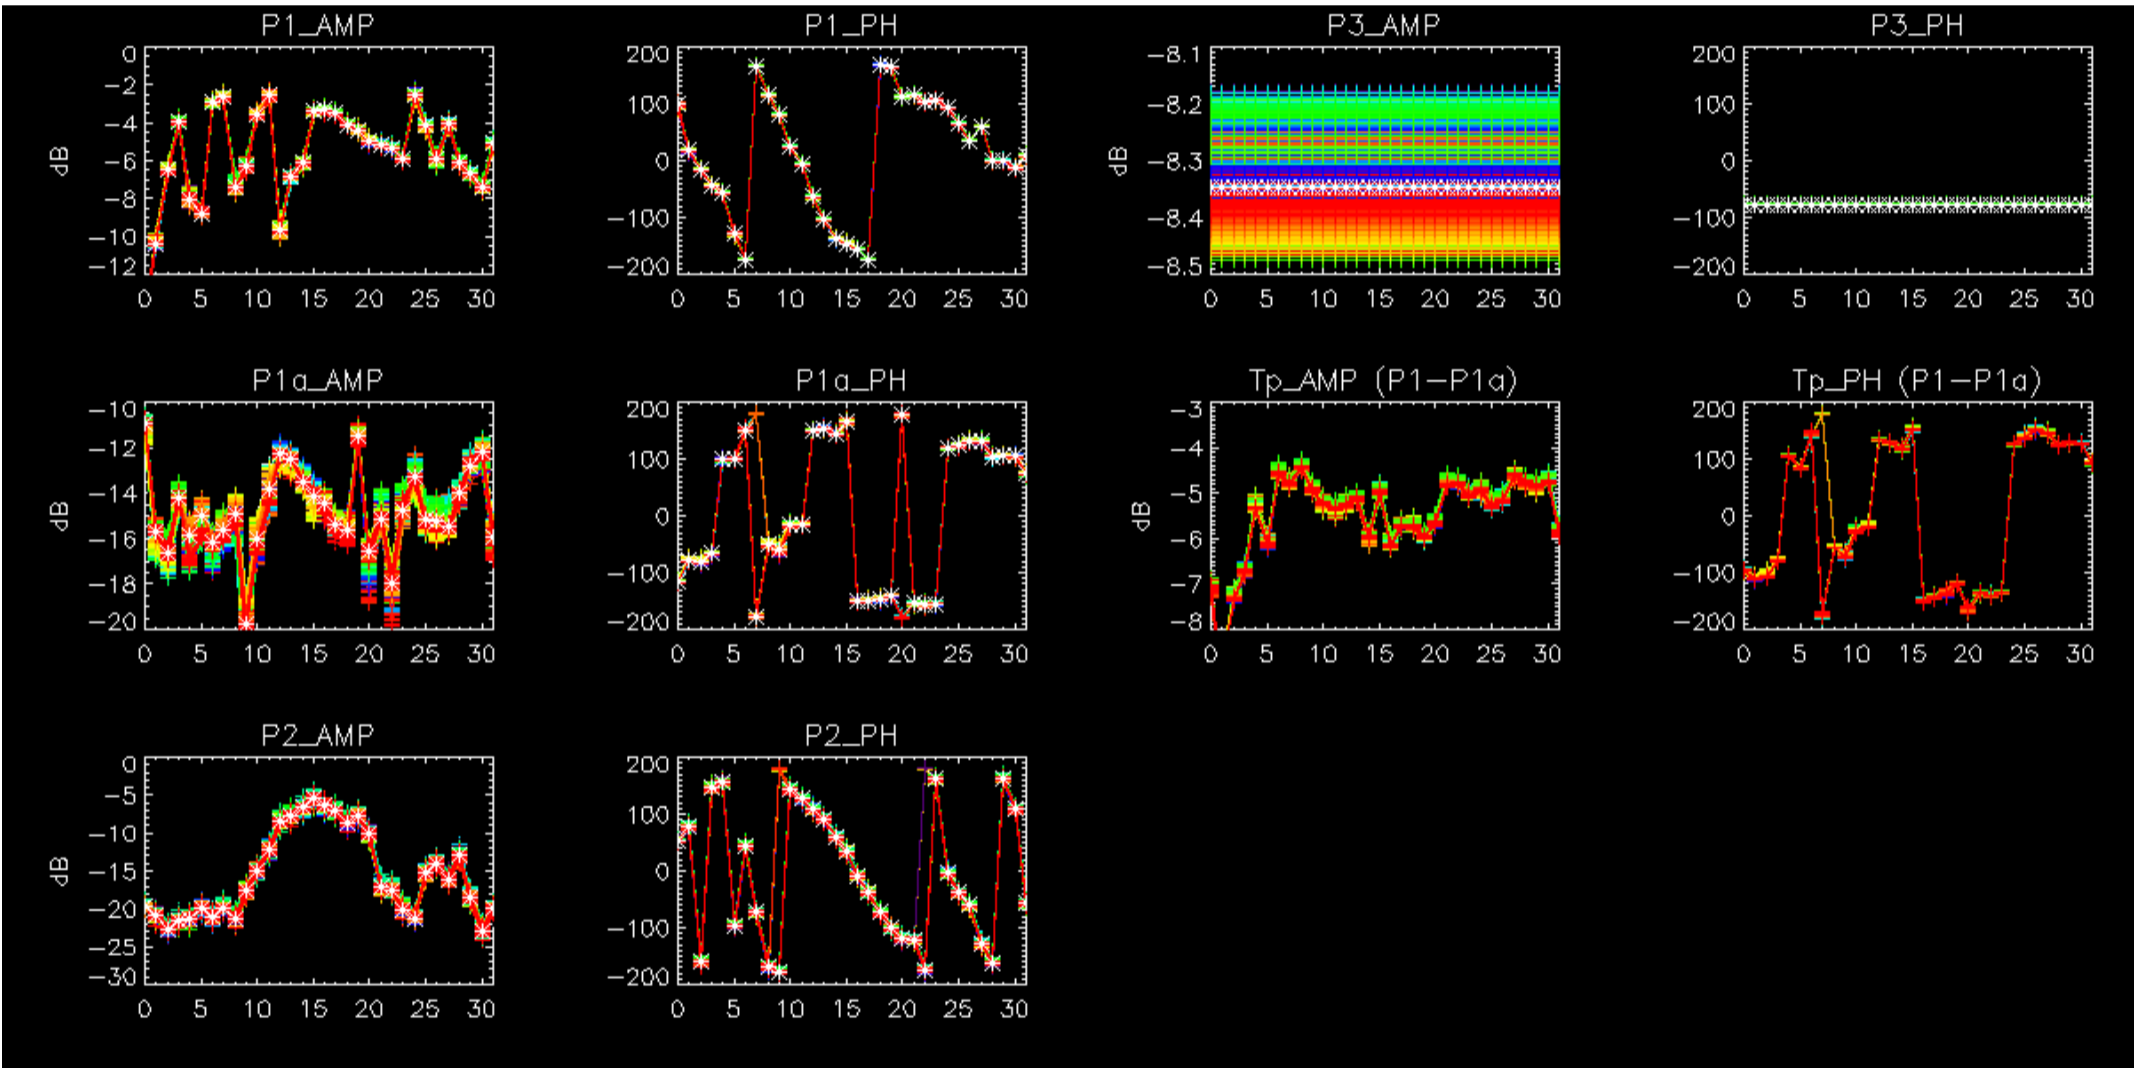 P1_AMP
P1_PH
P3_AMP
P3_PH
0
−2
−4
−6
−8
−10
−12
dB
0 5 10 15 20 25 30
200
100
0
−100
−200
0 5 10 15 20 25 30
−8.1
−8.2
−8.3
−8.4
−8.5
dB
0 5 10 15 20 25 30
200
100
0
−100
−200
0 5 10 15 20 25 30
P1a_AMP
P1a_PH
Tp_AMP (P1−P1a)
Tp_PH (P1−P1a)
−10
−12
−14
−16
−18
−20
dB
0 5 10 15 20 25 30
200
100
0
−100
−200
0 5 10 15 20 25 30
−3
−4
−5
−6
−7
−8
dB
0 5 10 15 20 25 30
200
100
0
−100
−200
0 5 10 15 20 25 30
P2_AMP
P2_PH
0
−5
−10
−15
−20
−25
−30
dB
0 5 10 15 20 25 30
200
100
0
−100
−200
0 5 10 15 20 25 30